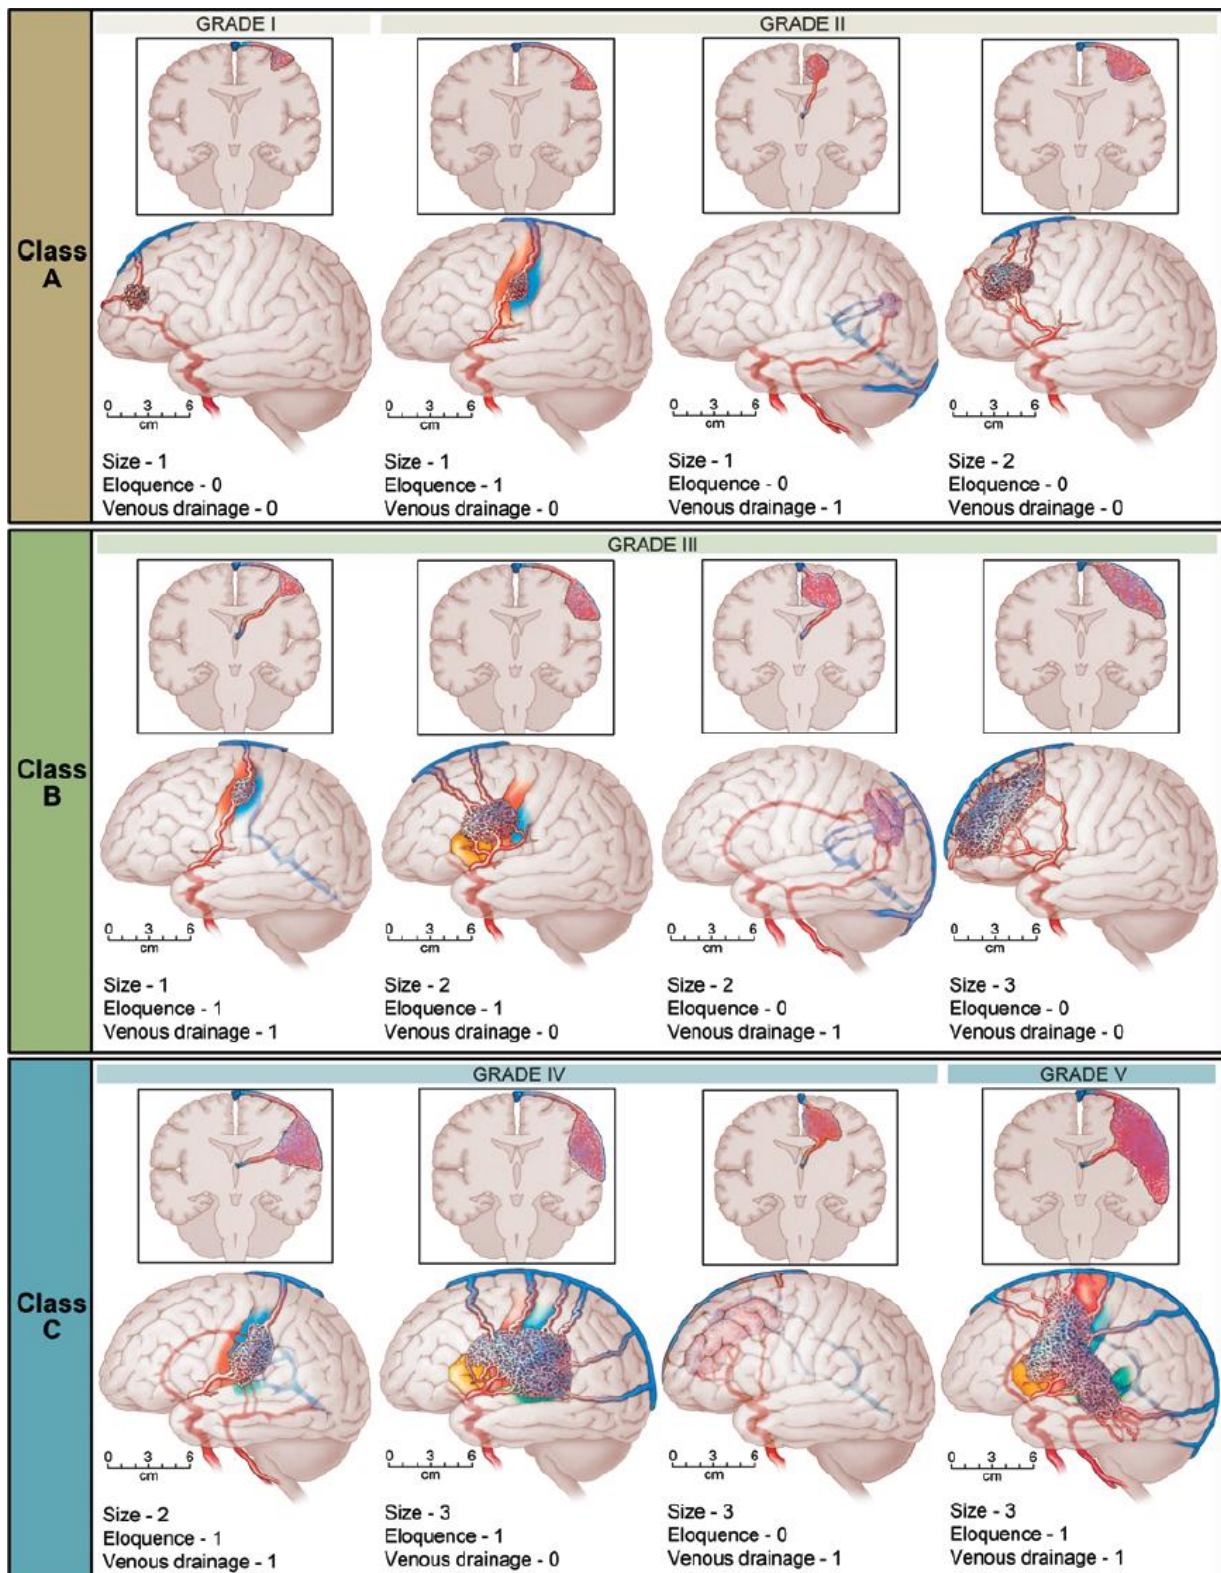 GRADE I
GRADE II
Class
A
0 3 6
cm
0 3 6
cm
0 3 6
cm
0 3 6
cm
Size - 1
Eloquence - 0
Venous drainage - 0
Size - 1
Eloquence - 1
Venous drainage - 0
Size - 1
Eloquence - 0
Venous drainage - 1
Size - 2
Eloquence - 0
Venous drainage - 0
GRADE III
Class
B
0 3 6
cm
0 3 6
cm
0 3 6
cm
0 3 6
cm
Size - 1
Eloquence - 1
Venous drainage - 1
Size - 2
Eloquence - 1
Venous drainage - 0
Size - 2
Eloquence - 0
Venous drainage - 1
Size - 3
Eloquence - 0
Venous drainage - 0
GRADE IV
GRADE V
Class
C
0 3 6
cm
0 3 6
cm
0 3 6
cm
0 3 6
cm
Size - 2
Eloquence - 1
Venous drainage - 1
Size - 3
Eloquence - 1
Venous drainage - 0
Size - 3
Eloquence - 0
Venous drainage - 1
Size - 3
Eloquence - 1
Venous drainage - 1